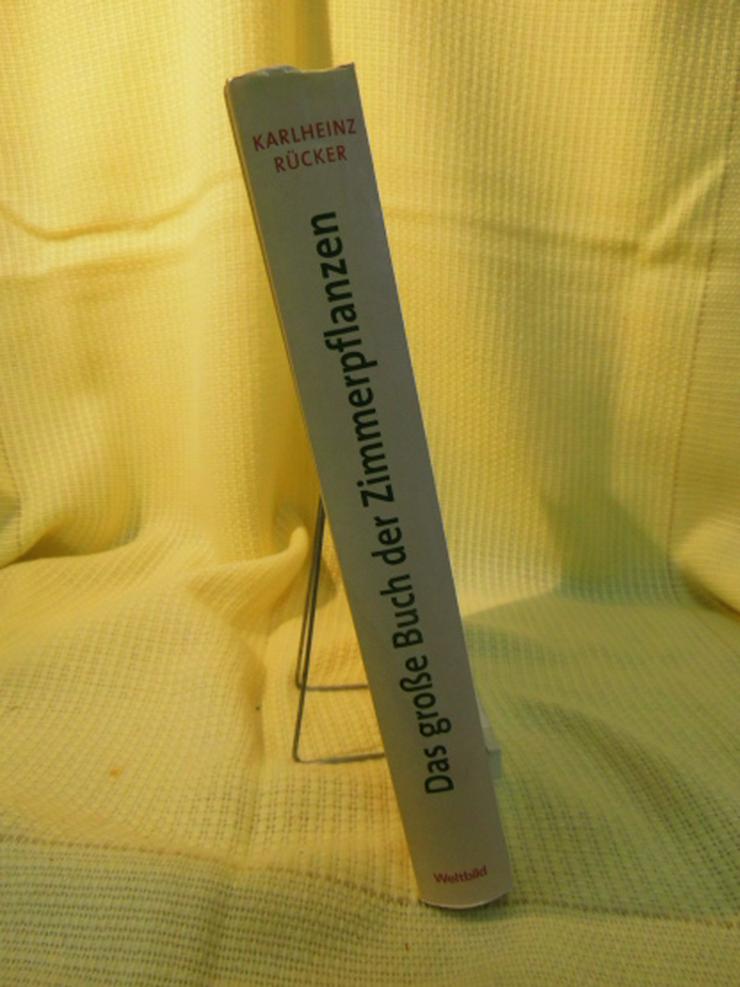 KARLHEINZ
RÜCKER
Das große Buch der Zimmerpflanzen
Weltbild